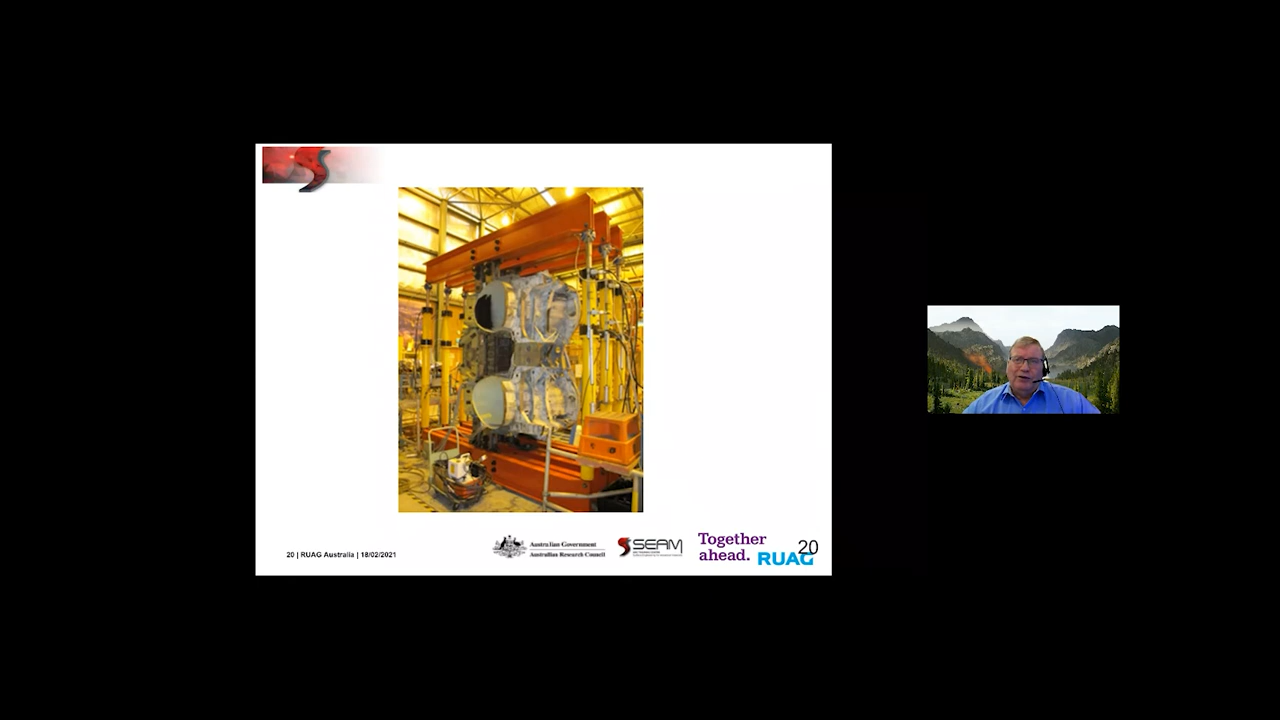 20 | RUAG Australia | 18/02/2021
Australian Government
Australian Research Council
SEAM
Together
ahead.
RUAG
20